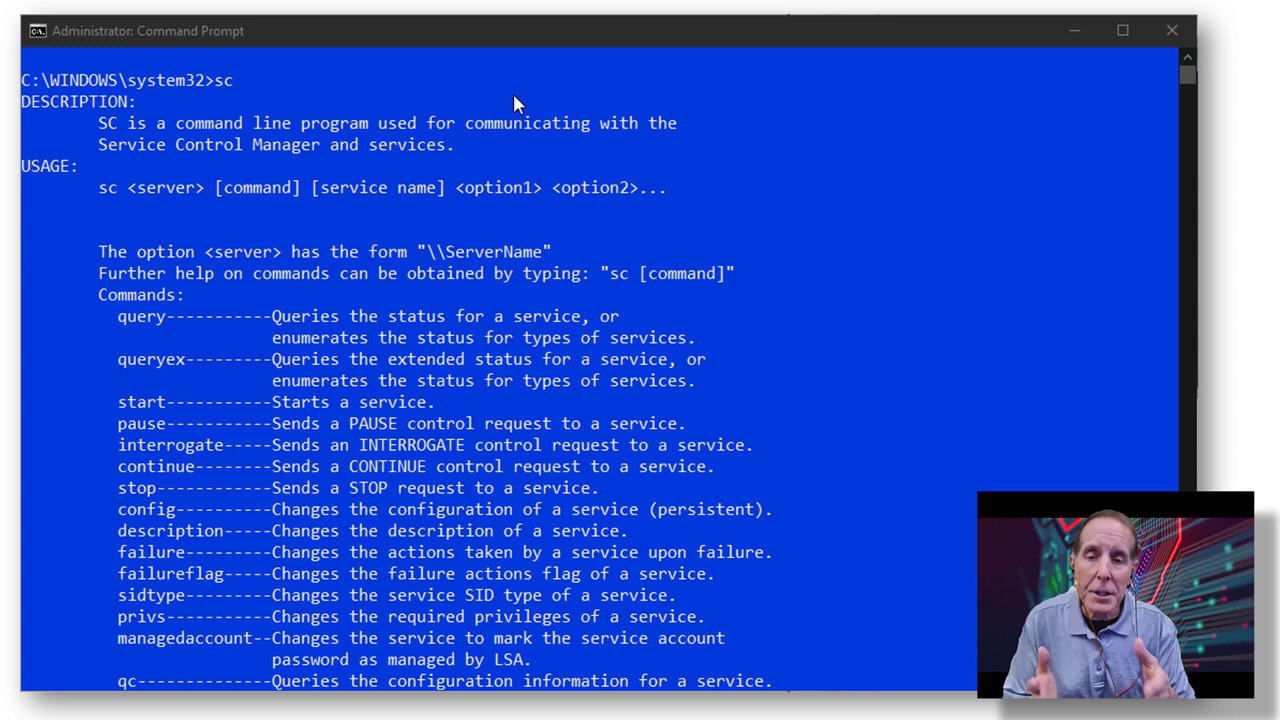 Administrator: Command Prompt
C:\WINDOWS\system32>sc
DESCRIPTION:
SC is a command line program used for communicating with the
Service Control Manager and services.
USAGE:
sc <server> [command] [service name] <option1> <option2>...
The option <server> has the form "\\ServerName"
Further help on commands can be obtained by typing: "sc [command]"
Commands:
query-----------Queries the status for a service, or
enumerates the status for types of services.
queryex---------Queries the extended status for a service, or
enumerates the status for types of services.
start-----------Starts a service.
pause-----------Sends a PAUSE control request to a service.
interrogate-----Sends an INTERROGATE control request to a service.
continue--------Sends a CONTINUE control request to a service.
stop------------Sends a STOP request to a service.
config----------Changes the configuration of a service (persistent).
description-----Changes the description of a service.
failure---------Changes the actions taken by a service upon failure.
failureflag-----Changes the failure actions flag of a service.
sidtype---------Changes the service SID type of a service.
privs-----------Changes the required privileges of a service.
managedaccount--Changes the service to mark the service account
password as managed by LSA.
qc--------------Queries the configuration information for a service.